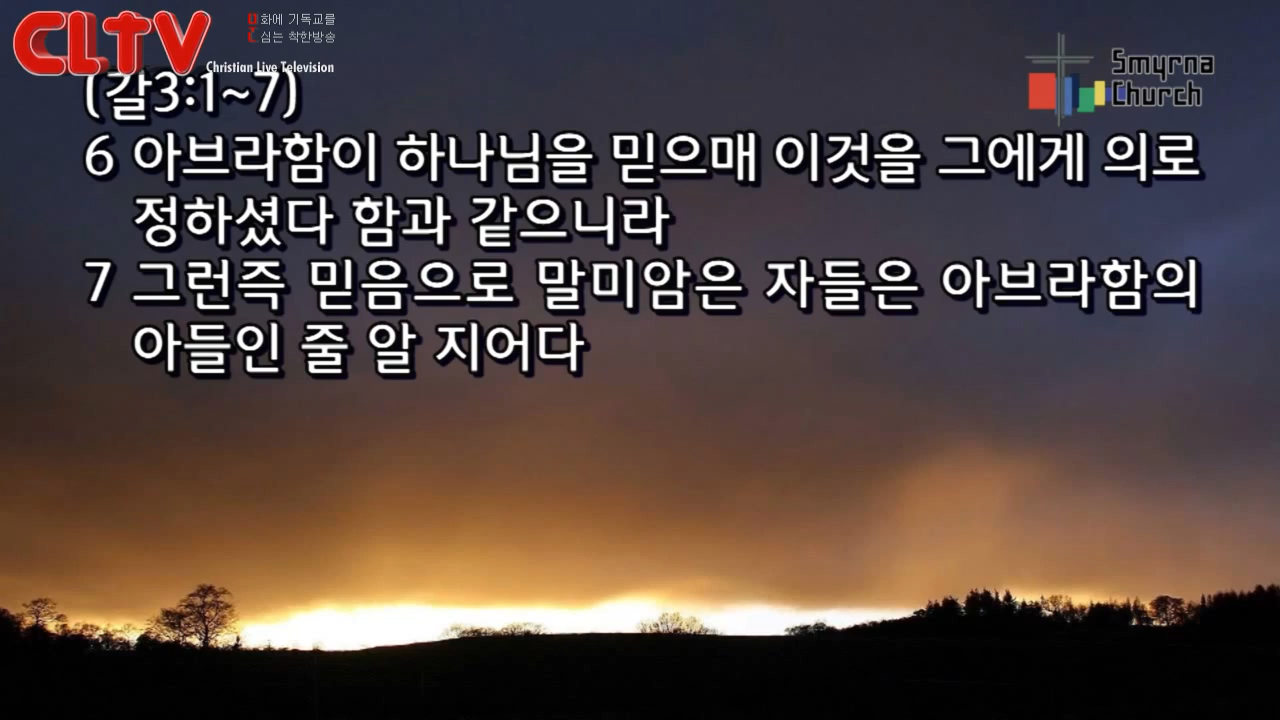 CLTV
문화에 기독교를
심는 착한방송
Christian Live Television
Smyrna
Church
(갈3:1~7)
6 아브라함이 하나님을 믿으매 이것을 그에게 의로
정하셨다 함과 같으니라
7 그런즉 믿음으로 말미암은 자들은 아브라함의
아들인 줄 알 지어다